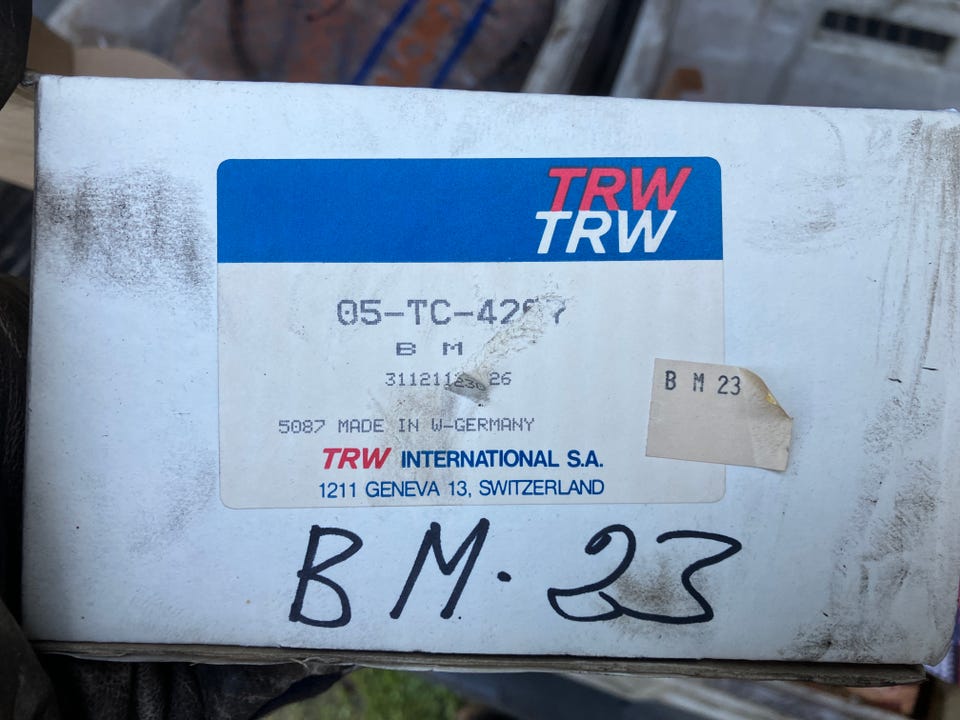 TRW
TRW
B M
5087 MADE IN W-GERMANY
TRW INTERNATIONAL S.A.
1211 GENEVA 13, SWITZERLAND
B M 23
BM. 23